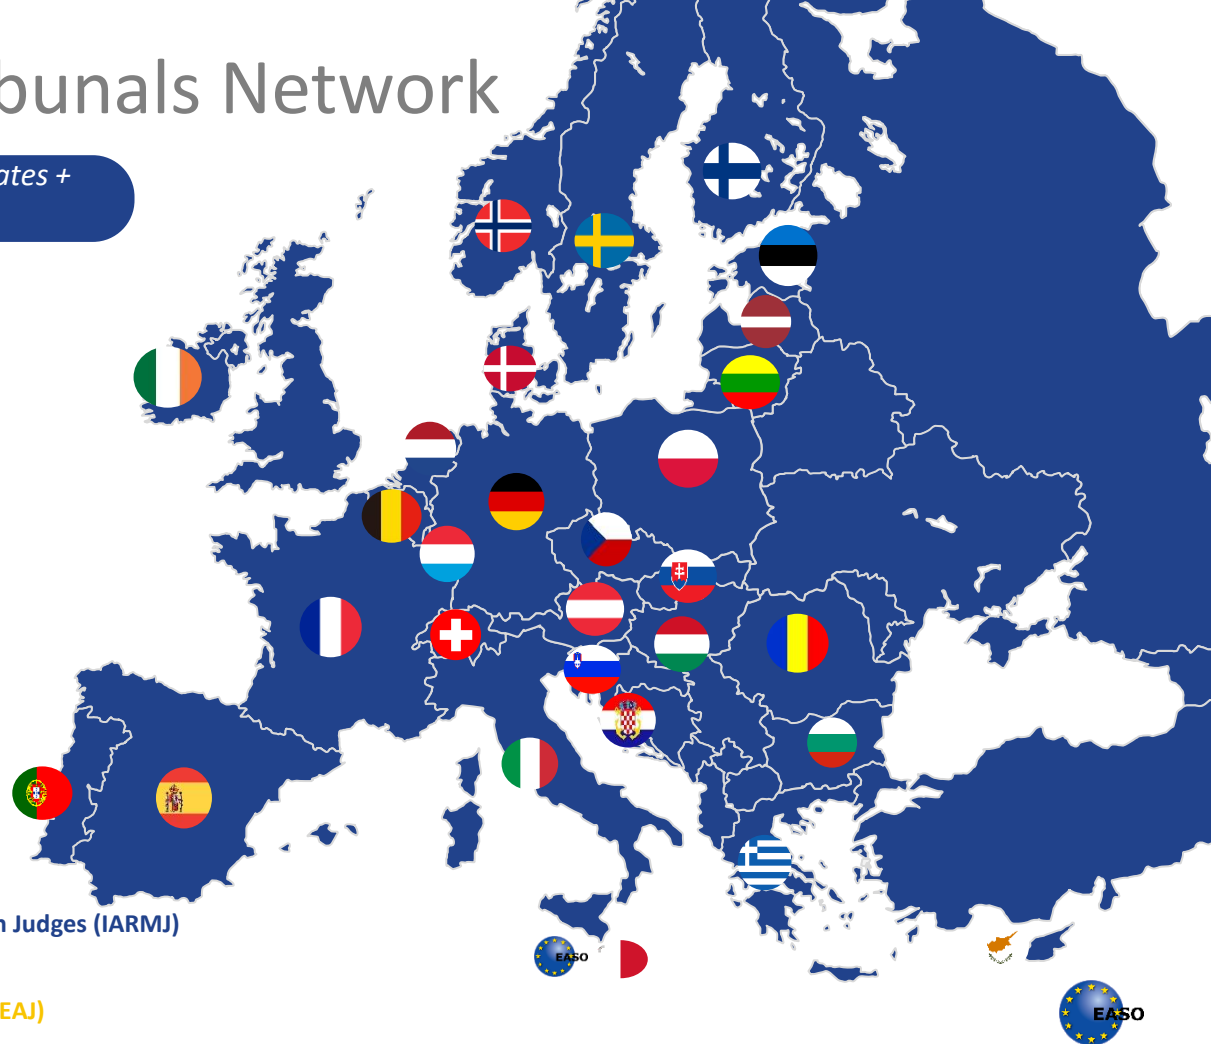 bunals Network
ates +
n Judges (IARMJ)
EASO
EAJ)
EASO